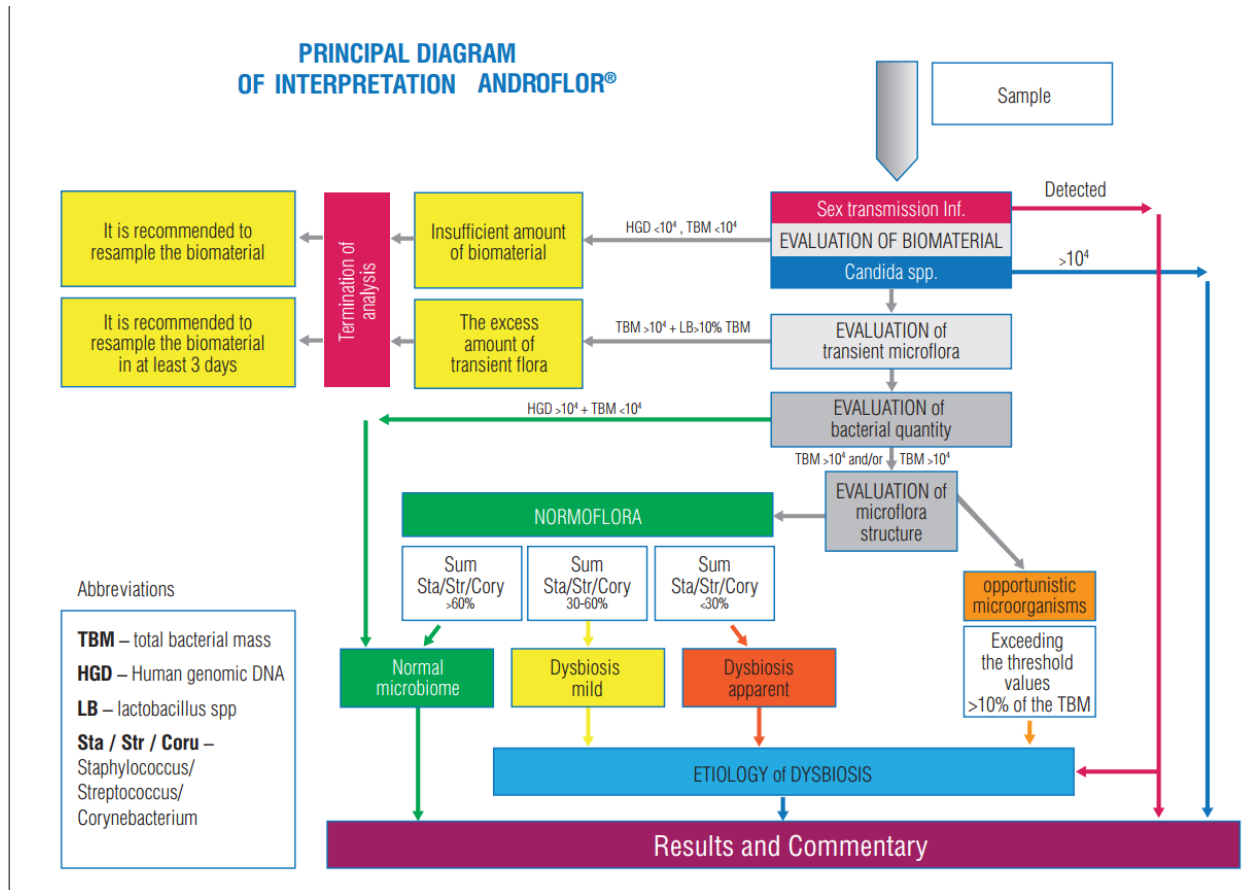 PRINCIPAL DIAGRAM
OF INTERPRETATION ANDROFLOR®
Sample
Sex transmission Inf.
Detected
EVALUATION OF BIOMATERIAL
Candida spp.
>10⁴
HGD <10⁴ , TBM <10⁴
Insufficient amount
of biomaterial
Termination of
analysis
It is recommended to
resample the biomaterial
EVALUATION of
transient microflora
TBM >10⁴ + LB>10% TBM
The excess
amount of
transient flora
It is recommended to
resample the biomaterial
in at least 3 days
EVALUATION of
bacterial quantity
HGD >10⁴ + TBM <10⁴
TBM >10⁴ and/or TBM >10⁴
EVALUATION of
microflora
structure
NORMOFLORA
Sum
Sta/Str/Cory
>60%
Sum
Sta/Str/Cory
30-60%
Sum
Sta/Str/Cory
<30%
opportunistic
microorganisms
Exceeding
the threshold
values
>10% of the TBM
Normal
microbiome
Dysbiosis
mild
Dysbiosis
apparent
ETIOLOGY of DYSBIOSIS
Results and Commentary
Abbreviations
TBM – total bacterial mass
HGD – Human genomic DNA
LB – lactobacillus spp
Sta / Str / Coru –
Staphylococcus/
Streptococcus/
Corynebacterium